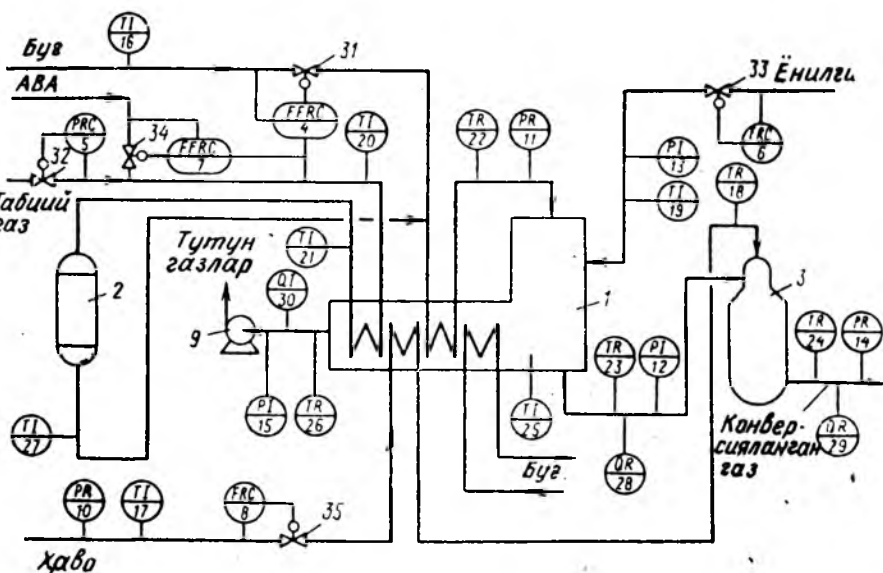 TI
16
Буғ
31
АВА
33
Ёнилғи
PRC
5
34
FFRC
7
FFRC
4
TI
20
TR
22
PR
11
PI
13
TRC
6
32
Табиий
газ
TI
19
TR
18
TI
21
Тутун
газлар
QI
30
2
9
1
3
TR
24
PR
14
TR
23
PI
12
PI
15
TR
26
TI
25
TI
27
Буғ
QR
28
Конвер-
сияланган
газ
QR
29
PR
10
TI
17
FRC
8
35
Ҳаво